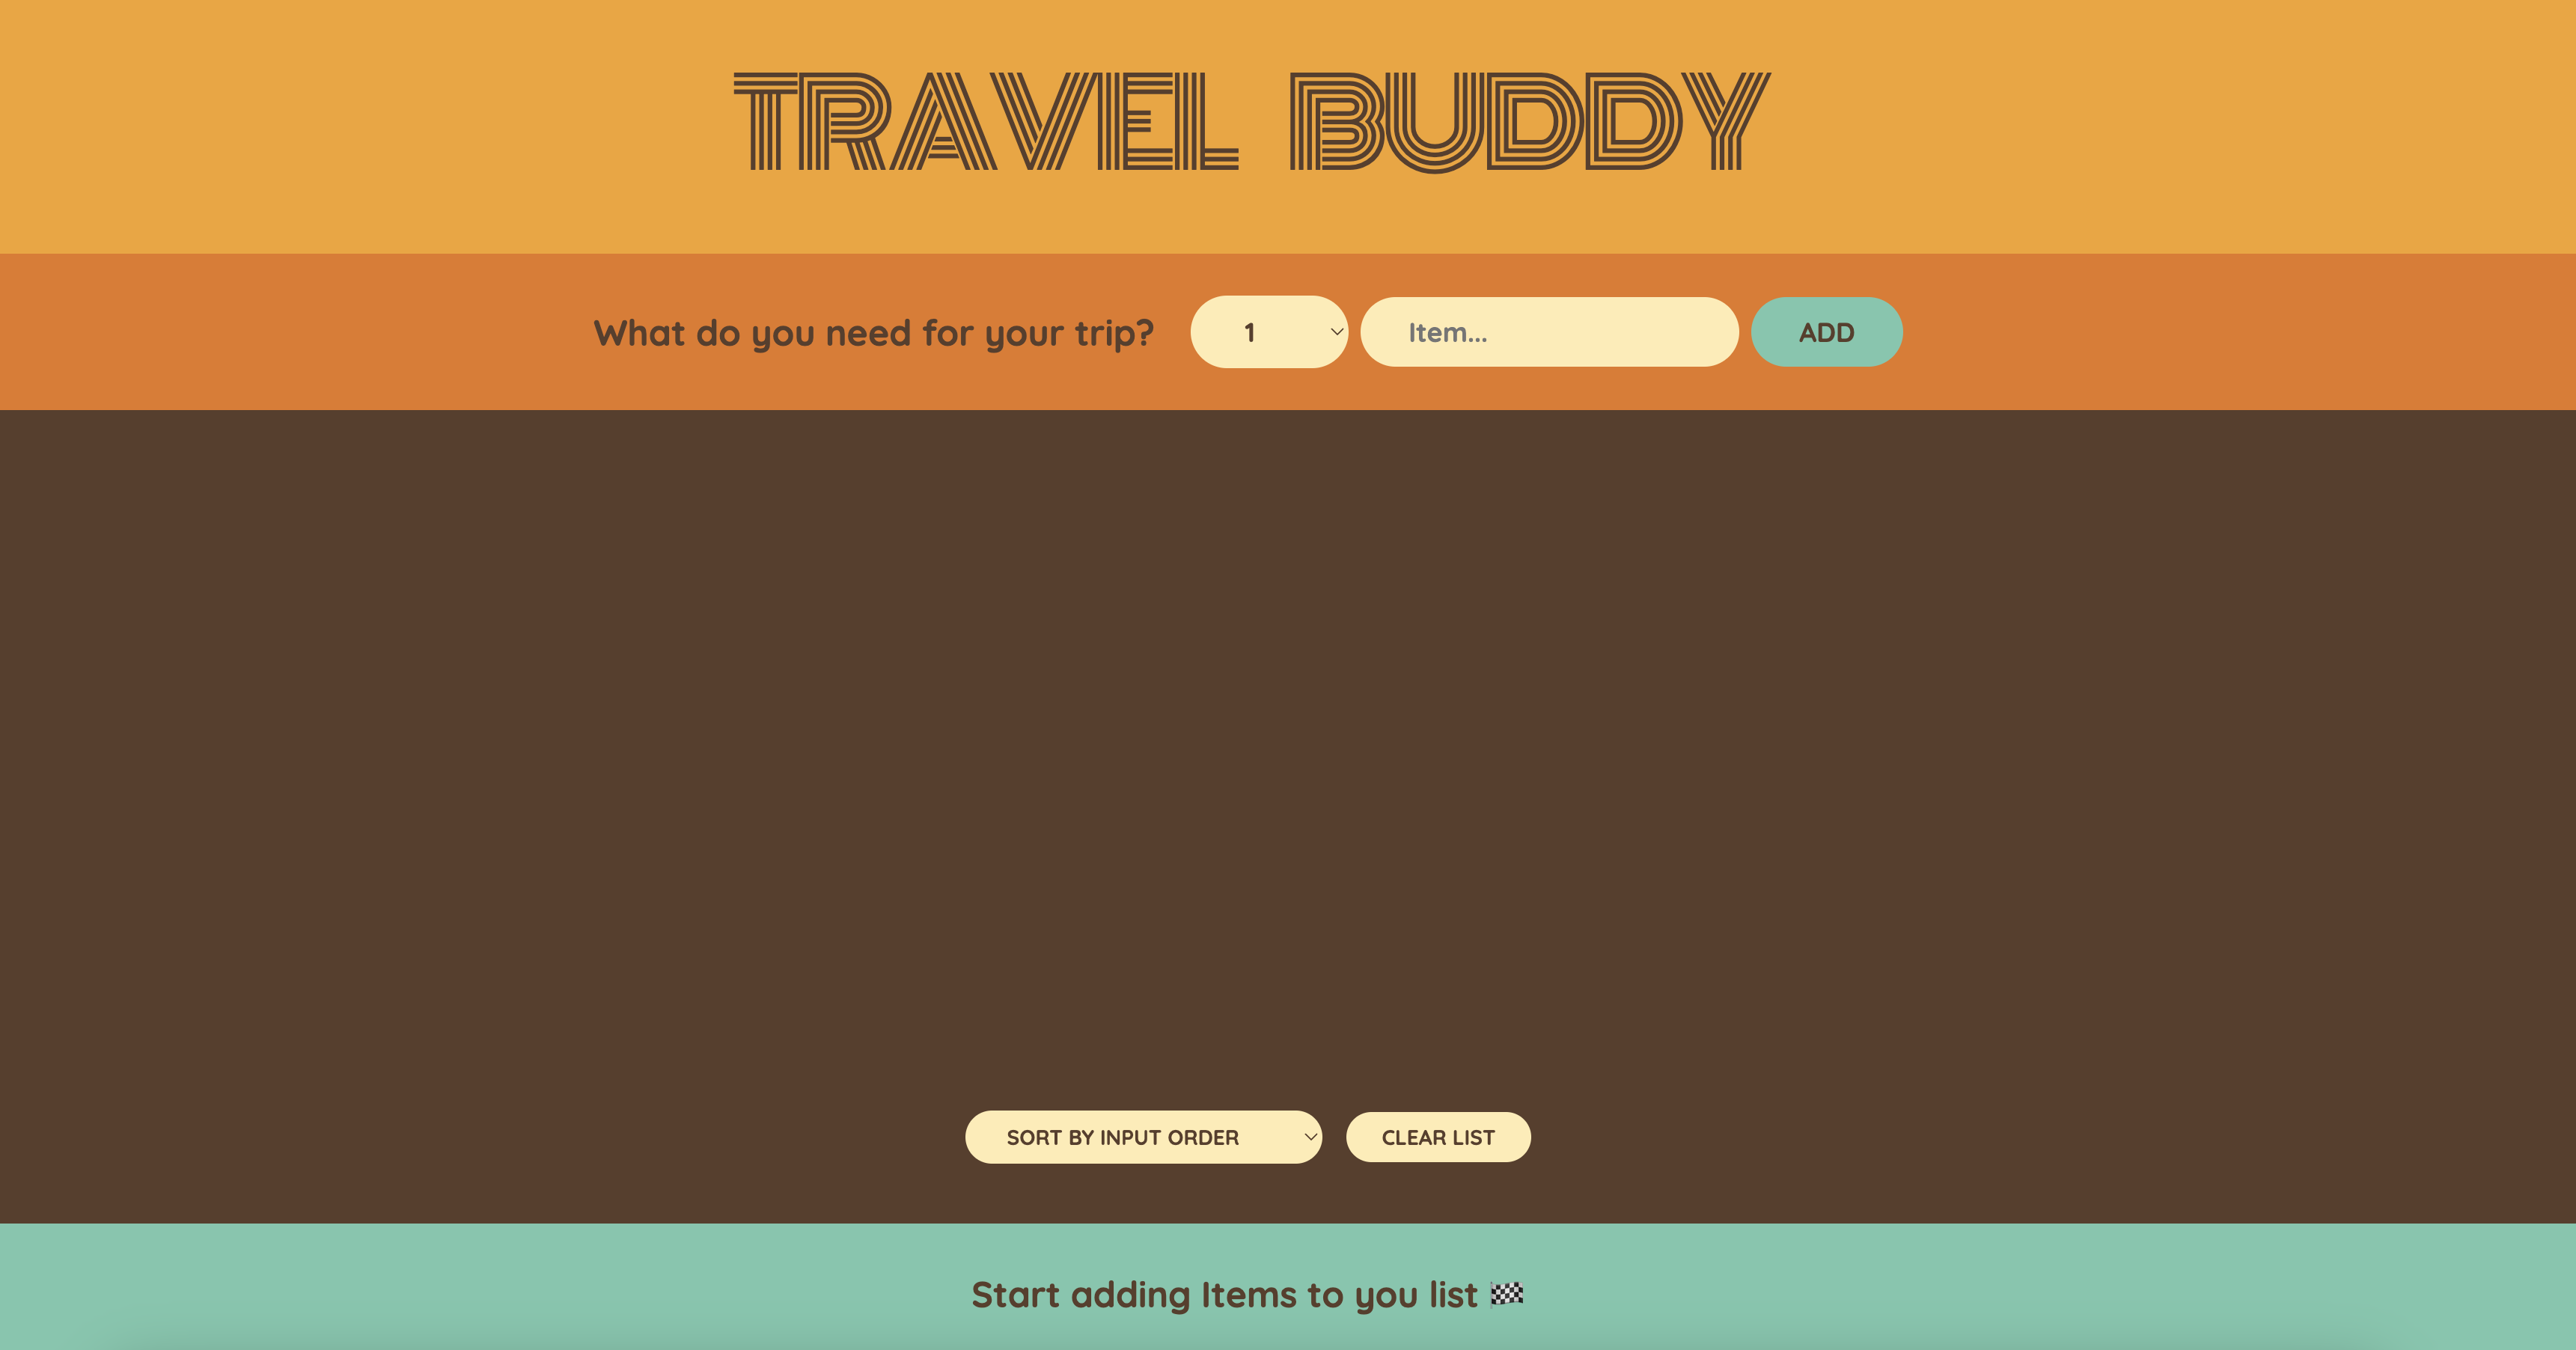 TRAVEL BUDDY
What do you need for your trip? 1 Item... ADD
SORT BY INPUT ORDER CLEAR LIST
Start adding Items to you list 🏁